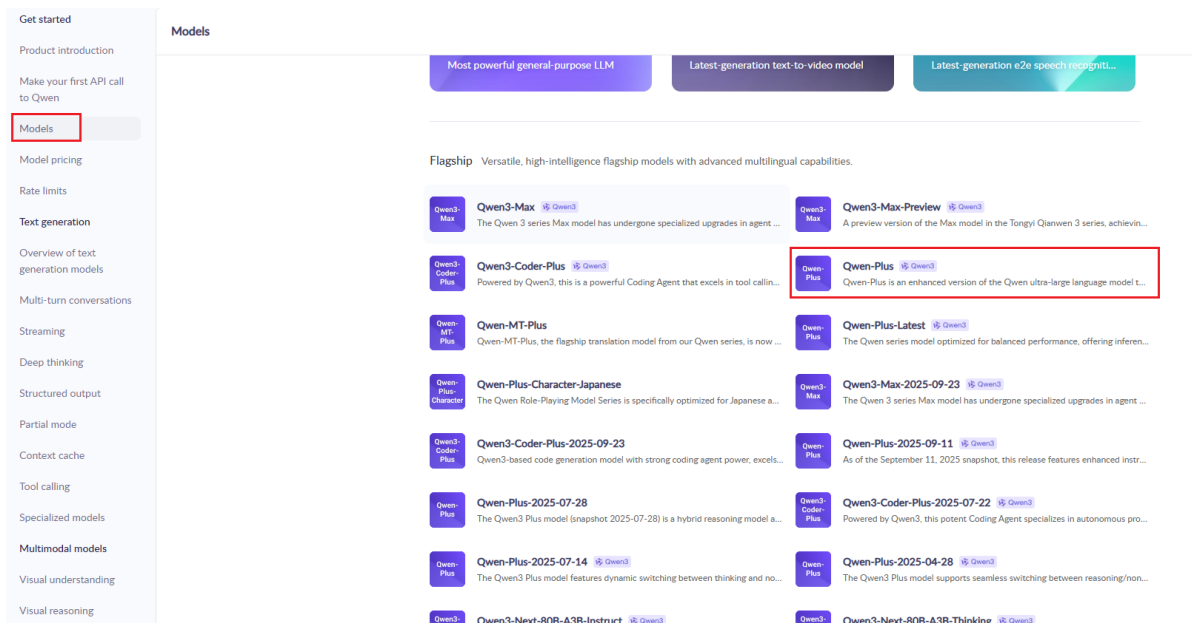 Get started
Product introduction
Make your first API call
to Qwen
Models
Model pricing
Rate limits
Text generation
Overview of text
generation models
Multi-turn conversations
Streaming
Deep thinking
Structured output
Partial mode
Context cache
Tool calling
Specialized models
Multimodal models
Visual understanding
Visual reasoning
Models
Most powerful general-purpose LLM
Latest-generation text-to-video model
Latest-generation e2e speech recogniti...
Flagship Versatile, high-intelligence flagship models with advanced multilingual capabilities.
Qwen3-
Max
Qwen3-Max Qwen3
The Qwen 3 series Max model has undergone specialized upgrades in agent ...
Qwen3-
Max
Qwen3-Max-Preview Qwen3
A preview version of the Max model in the Tongyi Qianwen 3 series, achievin...
Qwen3-
Coder-
Plus
Qwen3-Coder-Plus Qwen3
Powered by Qwen3, this is a powerful Coding Agent that excels in tool callin...
Qwen-
Plus
Qwen-Plus Qwen3
Qwen-Plus is an enhanced version of the Qwen ultra-large language model t...
Qwen-
MT-
Plus
Qwen-MT-Plus
Qwen-MT-Plus, the flagship translation model from our Qwen series, is now ...
Qwen-
Plus
Qwen-Plus-Latest Qwen3
The Qwen series model optimized for balanced performance, offering inferen...
Qwen-
Plus-
Character
Qwen-Plus-Character-Japanese
The Qwen Role-Playing Model Series is specifically optimized for Japanese a...
Qwen3-
Max
Qwen3-Max-2025-09-23 Qwen3
The Qwen 3 series Max model has undergone specialized upgrades in agent ...
Qwen3-
Coder-
Plus
Qwen3-Coder-Plus-2025-09-23
Qwen3-based code generation model with strong coding agent power, excels...
Qwen-
Plus
Qwen-Plus-2025-09-11 Qwen3
As of the September 11, 2025 snapshot, this release features enhanced instr...
Qwen-
Plus
Qwen-Plus-2025-07-28
The Qwen3 Plus model (snapshot 2025-07-28) is a hybrid reasoning model a...
Qwen3-
Coder-
Plus
Qwen3-Coder-Plus-2025-07-22 Qwen3
Powered by Qwen3, this potent Coding Agent specializes in autonomous pro...
Qwen-
Plus
Qwen-Plus-2025-07-14 Qwen3
The Qwen3 Plus model features dynamic switching between thinking and no...
Qwen-
Plus
Qwen-Plus-2025-04-28 Qwen3
The Qwen3 Plus model supports seamless switching between reasoning/non...
Qwen3-
Qwen3-Next-80B-A3B-Instruct Qwen3
Qwen3-
Qwen3-Next-80B-A3B-Thinking Qwen3